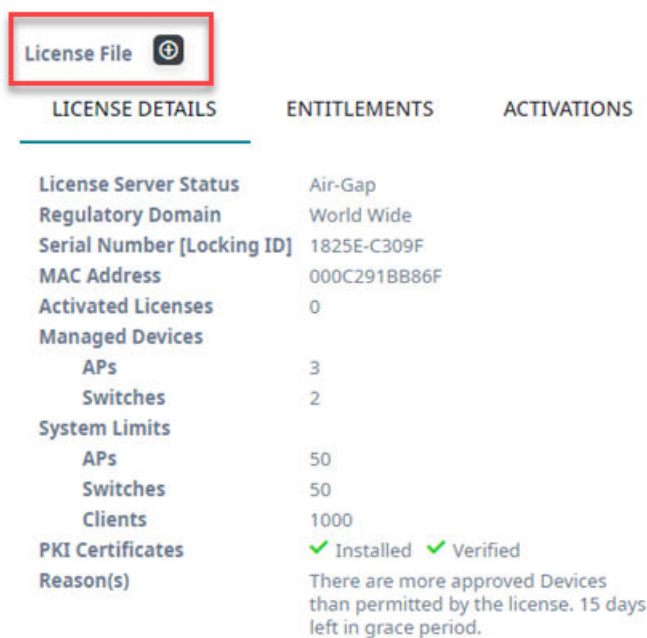 License File
LICENSE DETAILS ENTITLEMENTS ACTIVATIONS
License Server Status Air-Gap
Regulatory Domain World Wide
Serial Number [Locking ID] 1825E-C309F
MAC Address 000C291BB86F
Activated Licenses 0
Managed Devices
APs 3
Switches 2
System Limits
APs 50
Switches 50
Clients 1000
PKI Certificates Installed Verified
Reason(s) There are more approved Devices
than permitted by the license. 15 days
left in grace period.